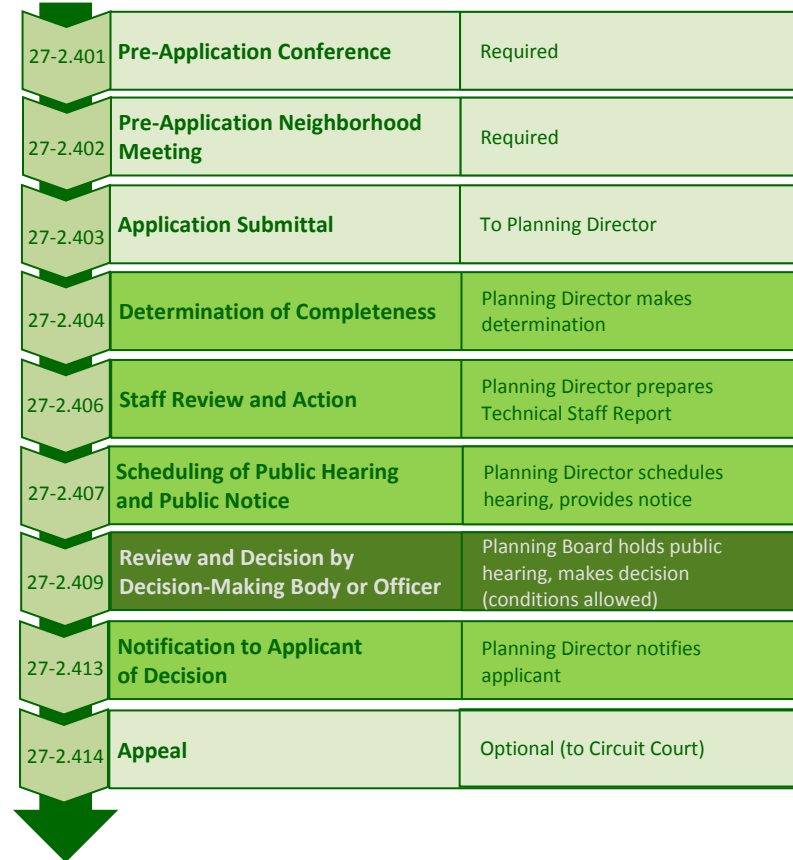 27-2.401
Pre-Application Conference
Required
27-2.402
Pre-Application Neighborhood
Meeting
Required
27-2.403
Application Submittal
To Planning Director
27-2.404
Determination of Completeness
Planning Director makes
determination
27-2.406
Staff Review and Action
Planning Director prepares
Technical Staff Report
27-2.407
Scheduling of Public Hearing
and Public Notice
Planning Director schedules
hearing, provides notice
27-2.409
Review and Decision by
Decision-Making Body or Officer
Planning Board holds public
hearing, makes decision
(conditions allowed)
27-2.413
Notification to Applicant
of Decision
Planning Director notifies
applicant
27-2.414
Appeal
Optional (to Circuit Court)